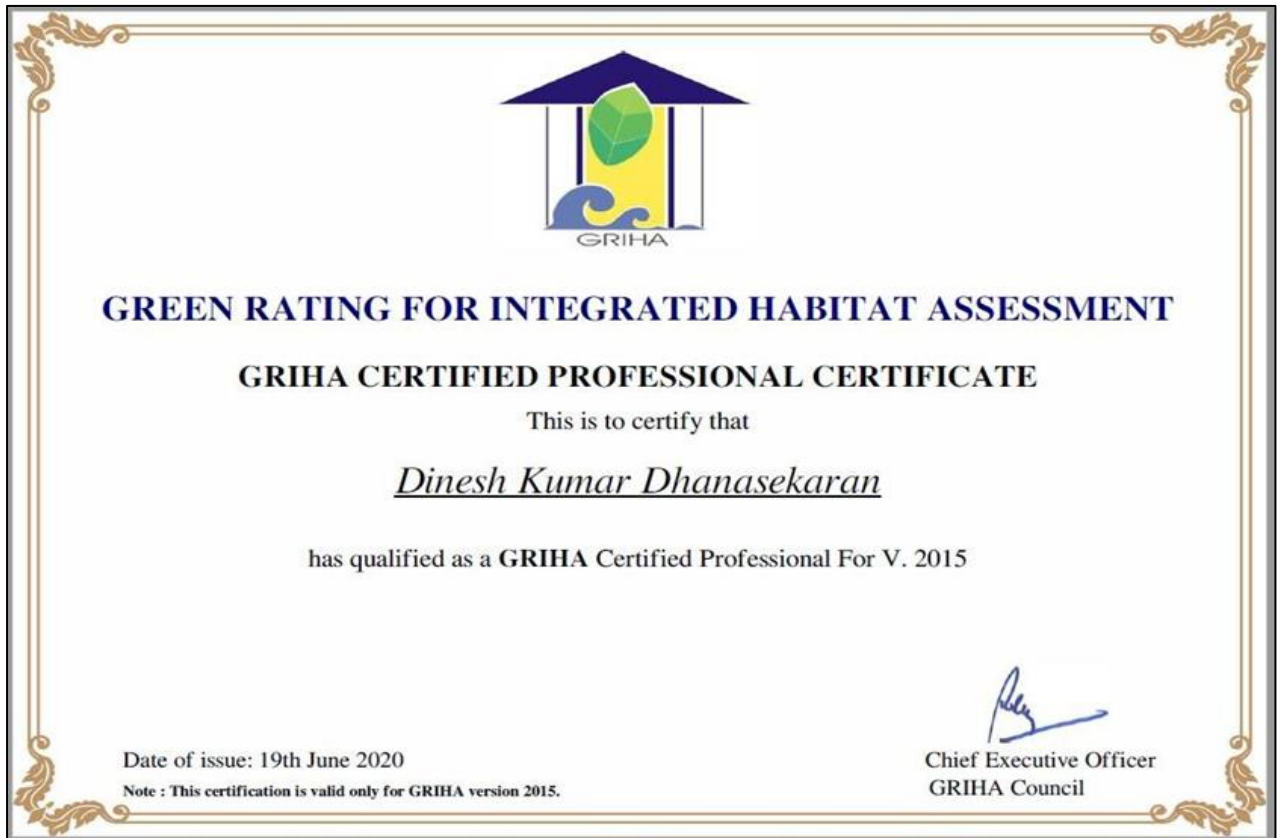 GRIHA
GREEN RATING FOR INTEGRATED HABITAT ASSESSMENT
GRIHA CERTIFIED PROFESSIONAL CERTIFICATE
This is to certify that
Dinesh Kumar Dhanasekaran
has qualified as a GRIHA Certified Professional For V. 2015
Date of issue: 19th June 2020
Note : This certification is valid only for GRIHA version 2015.
Chief Executive Officer
GRIHA Council